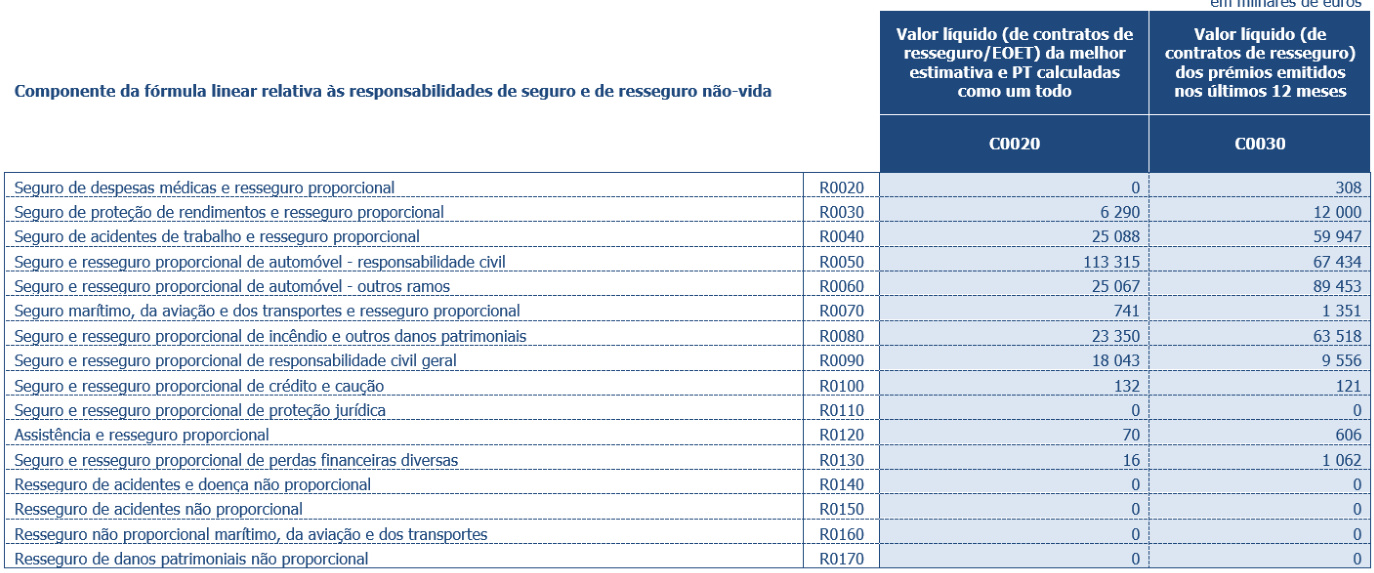 em milhares de euros
Valor líquido (de contratos de resseguro/EOET) da melhor estimativa e PT calculadas como um todo
Valor líquido (de contratos de resseguro) dos prémios emitidos nos últimos 12 meses
Componente da fórmula linear relativa às responsabilidades de seguro e de resseguro não-vida
C0020 C0030
Seguro de despesas médicas e resseguro proporcional R0020 0 308
Seguro de proteção de rendimentos e resseguro proporcional R0030 6 290 12 000
Seguro de acidentes de trabalho e resseguro proporcional R0040 25 088 59 947
Seguro e resseguro proporcional de automóvel - responsabilidade civil R0050 113 315 67 434
Seguro e resseguro proporcional de automóvel - outros ramos R0060 25 067 89 453
Seguro marítimo, da aviação e dos transportes e resseguro proporcional R0070 741 1 351
Seguro e resseguro proporcional de incêndio e outros danos patrimoniais R0080 23 350 63 518
Seguro e resseguro proporcional de responsabilidade civil geral R0090 18 043 9 556
Seguro e resseguro proporcional de crédito e caução R0100 132 121
Seguro e resseguro proporcional de proteção jurídica R0110 0 0
Assistência e resseguro proporcional R0120 70 606
Seguro e resseguro proporcional de perdas financeiras diversas R0130 16 1 062
Resseguro de acidentes e doença não proporcional R0140 0 0
Resseguro de acidentes não proporcional R0150 0 0
Resseguro não proporcional marítimo, da aviação e dos transportes R0160 0 0
Resseguro de danos patrimoniais não proporcional R0170 0 0